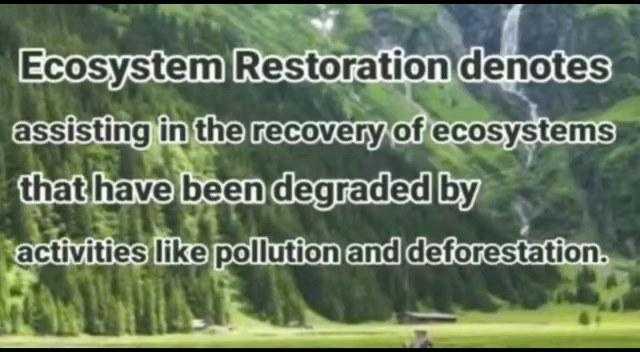 Ecosystem Restoration denotes
assisting in the recovery of ecosystems
that have been degraded by
activities like pollution and deforestation.